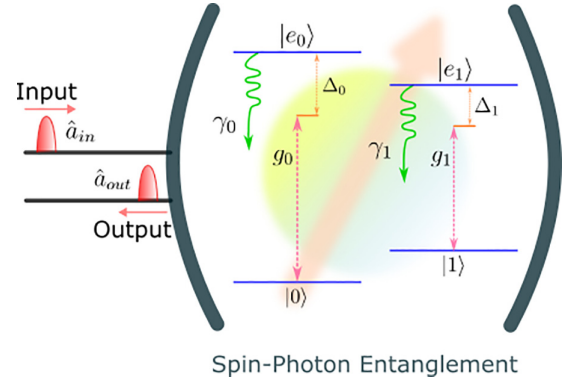 |e₀⟩
|e₁⟩
Input
Δ₀
Δ₁
â_in
γ₀
g₀
γ₁
g₁
â_out
Output
|0⟩
|1⟩
Spin-Photon Entanglement